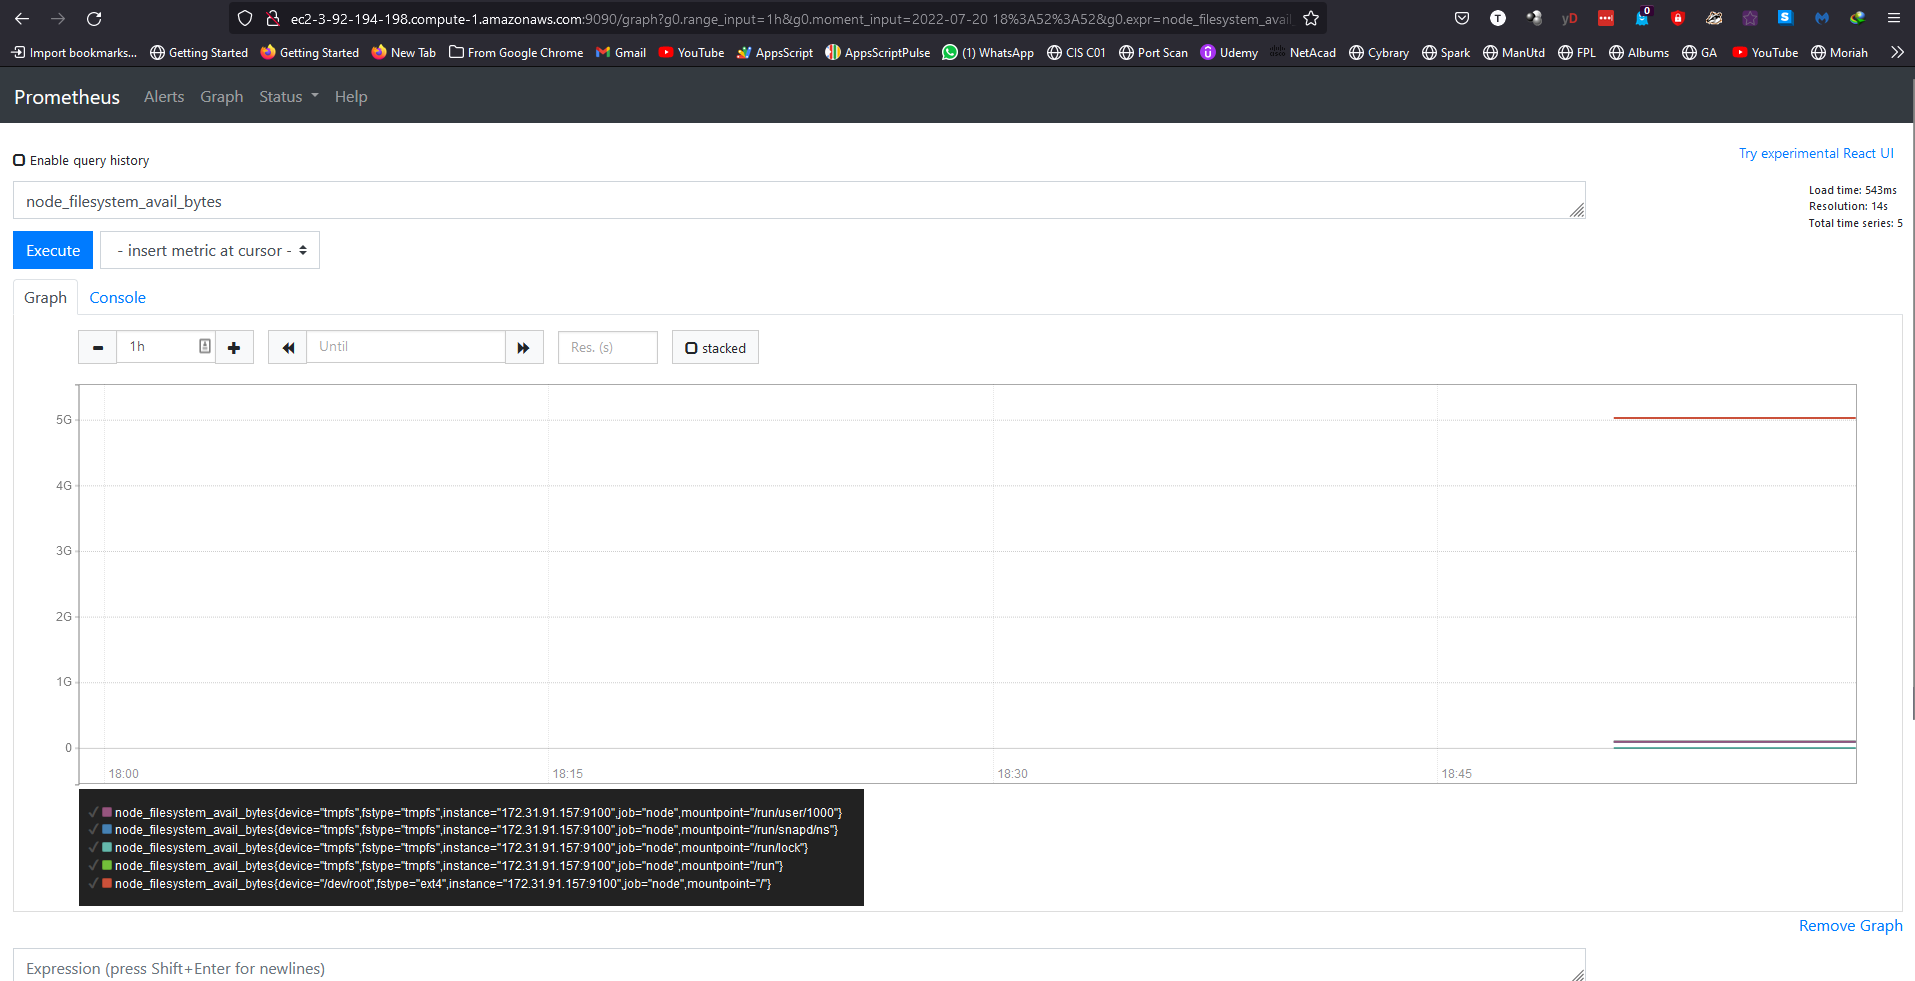 ec2-3-92-194-198.compute-1.amazonaws.com:9090/graph?g0.range_input=1h&g0.moment_input=2022-07-20 18%3A52%3A52&g0.expr=node_filesystem_avail
T
yD
0
S
Import bookmarks... Getting Started Getting Started New Tab From Google Chrome Gmail YouTube AppsScript AppsScriptPulse (1) WhatsApp CIS C01 Port Scan Udemy NetAcad Cybrary Spark ManUtd FPL Albums GA YouTube Moriah
Prometheus Alerts Graph Status Help
Enable query history
Try experimental React UI
node_filesystem_avail_bytes
Load time: 543ms
Resolution: 14s
Total time series: 5
Execute - insert metric at cursor -
Graph Console
1h Until Res. (s) stacked
5G
4G
3G
2G
1G
0
18:00 18:15 18:30 18:45
✓ node_filesystem_avail_bytes{device="tmpfs",fstype="tmpfs",instance="172.31.91.157:9100",job="node",mountpoint="/run/user/1000"}
✓ node_filesystem_avail_bytes{device="tmpfs",fstype="tmpfs",instance="172.31.91.157:9100",job="node",mountpoint="/run/snapd/ns"}
✓ node_filesystem_avail_bytes{device="tmpfs",fstype="tmpfs",instance="172.31.91.157:9100",job="node",mountpoint="/run/lock"}
✓ node_filesystem_avail_bytes{device="tmpfs",fstype="tmpfs",instance="172.31.91.157:9100",job="node",mountpoint="/run"}
✓ node_filesystem_avail_bytes{device="/dev/root",fstype="ext4",instance="172.31.91.157:9100",job="node",mountpoint="/"}
Remove Graph
Expression (press Shift+Enter for newlines)